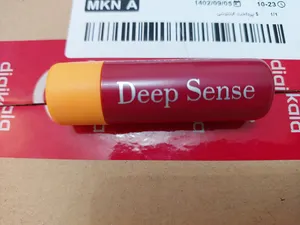 MKN A
1402/09/05
10-23
Deep Sense
digikala
digikala